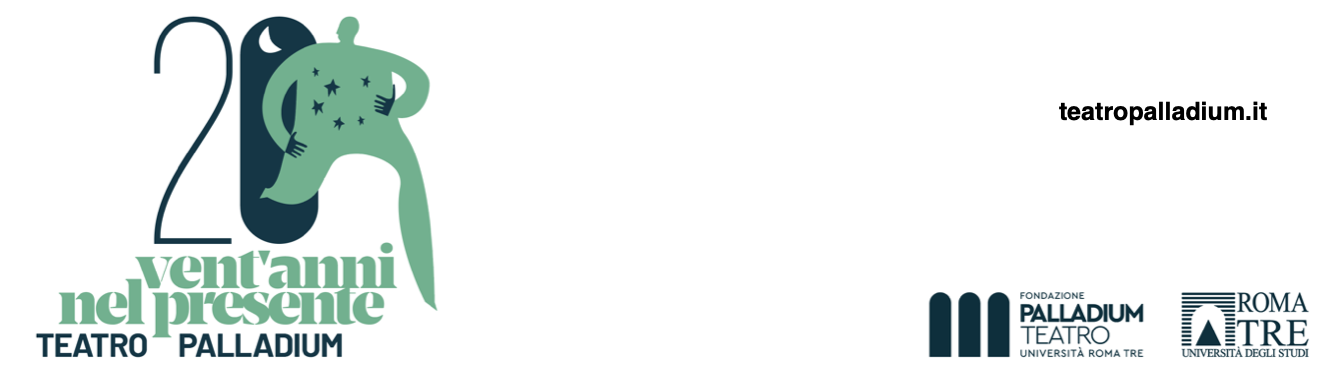 20
vent'anni
nel presente
TEATRO PALLADIUM
teatropalladium.it
FONDAZIONE
PALLADIUM
TEATRO
UNIVERSITÀ ROMA TRE
ROMA
TRE
UNIVERSITÀ DEGLI STUDI